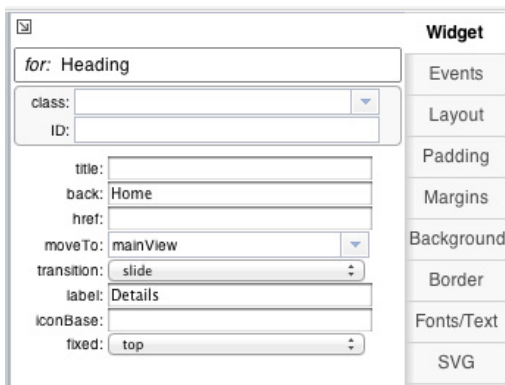 for: Heading
class:
ID:
title:
back: Home
href:
moveTo: mainView
transition: slide
label: Details
iconBase:
fixed: top
Widget
Events
Layout
Padding
Margins
Background
Border
Fonts/Text
SVG